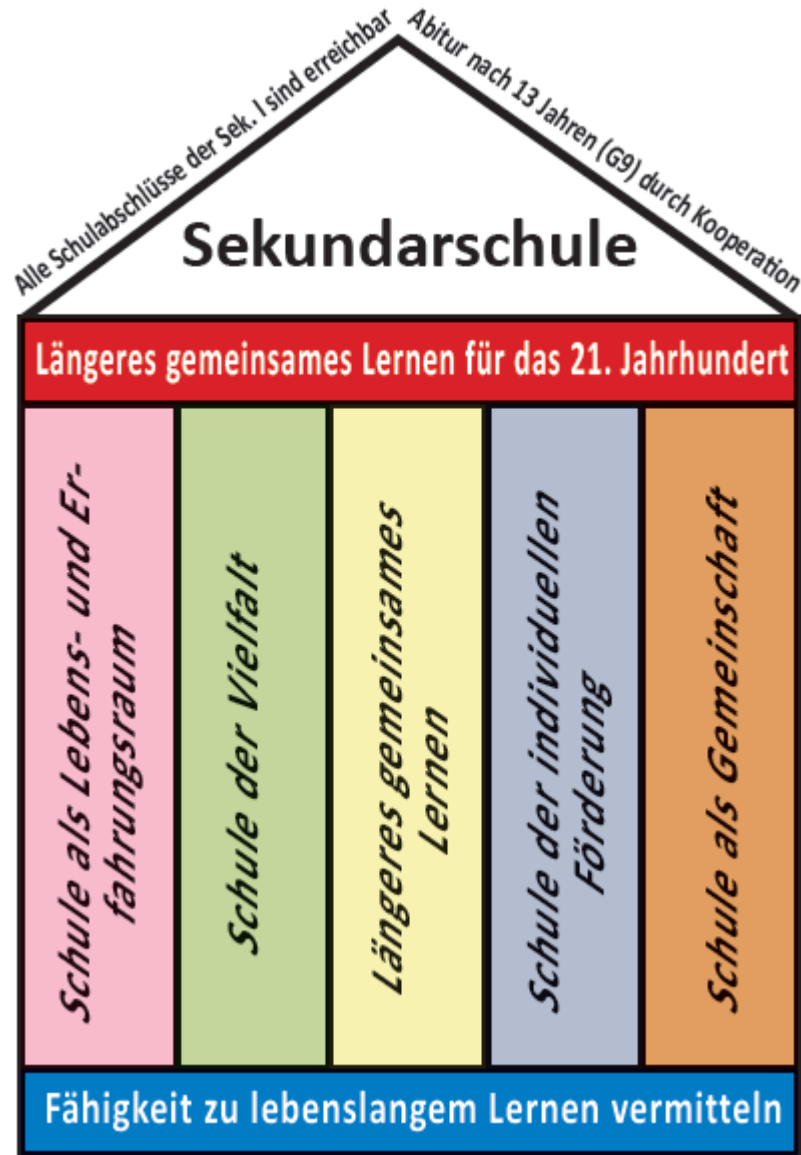 Alle Schulabschlüsse der Sek. I sind erreichbar
Abitur nach 13 Jahren (G9) durch Kooperation
Sekundarschule
Längeres gemeinsames Lernen für das 21. Jahrhundert
Schule als Lebens- und Er-
fahrungsraum
Schule der Vielfalt
Längeres gemeinsames
Lernen
Schule der individuellen
Förderung
Schule als Gemeinschaft
Fähigkeit zu lebenslangem Lernen vermitteln